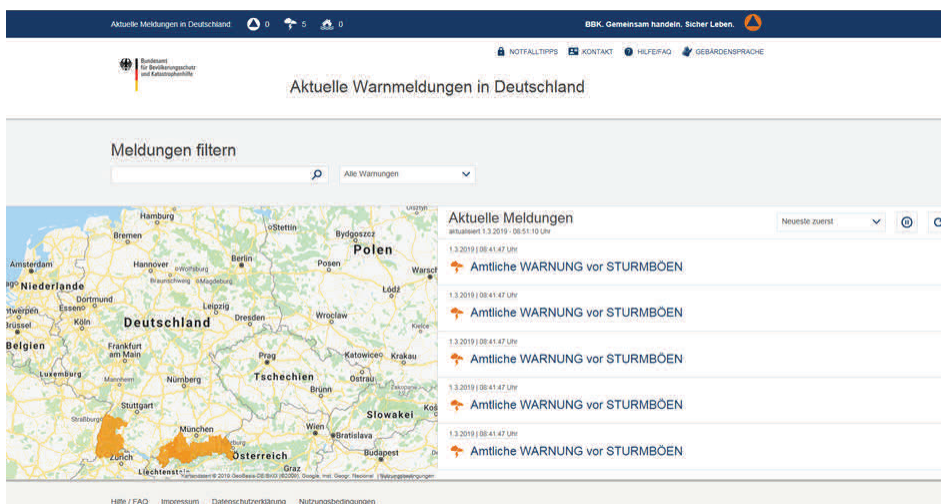 Aktuelle Meldungen in Deutschland 0 5 0
BBK. Gemeinsam handeln. Sicher Leben.
NOTFALLTIPPS KONTAKT HILFE/FAQ GEBÄRDENSPRACHE
Bundesamt
für Bevölkerungsschutz
und Katastrophenhilfe
Aktuelle Warnmeldungen in Deutschland
Meldungen filtern
Alle Warnungen
Hamburg
Bremen
Stettin
Bydgoszcz
Polen
Amsterdam
Hannover
Wolfsburg
Berlin
Posen
Braunschweig
Magdeburg
Niederlande
Łódź
Dortmund
Essen
Leipzig
Köln
Deutschland
Dresden
Wroclaw
Kielce
Belgien
Frankfurt
am Main
Prag
Katowice
Krakau
Luxemburg
Mannheim
Nürnberg
Tschechien
Ostrau
Brünn
Stuttgart
Straßburg
Slowakei
München
Wien
Bratislava
Zürich
Österreich
Budapest
Graz
Aktuelle Meldungen
aktualisiert 1.3.2019 - 08:51:10 Uhr
Neueste zuerst
1.3.2019 | 08:41:47 Uhr
Amtliche WARNUNG vor STURMBÖEN
1.3.2019 | 08:41:47 Uhr
Amtliche WARNUNG vor STURMBÖEN
1.3.2019 | 08:41:47 Uhr
Amtliche WARNUNG vor STURMBÖEN
1.3.2019 | 08:41:47 Uhr
Amtliche WARNUNG vor STURMBÖEN
1.3.2019 | 08:41:47 Uhr
Amtliche WARNUNG vor STURMBÖEN
Hilfe / FAQ Impressum Datenschutzerklärung Nutzungsbedingungen